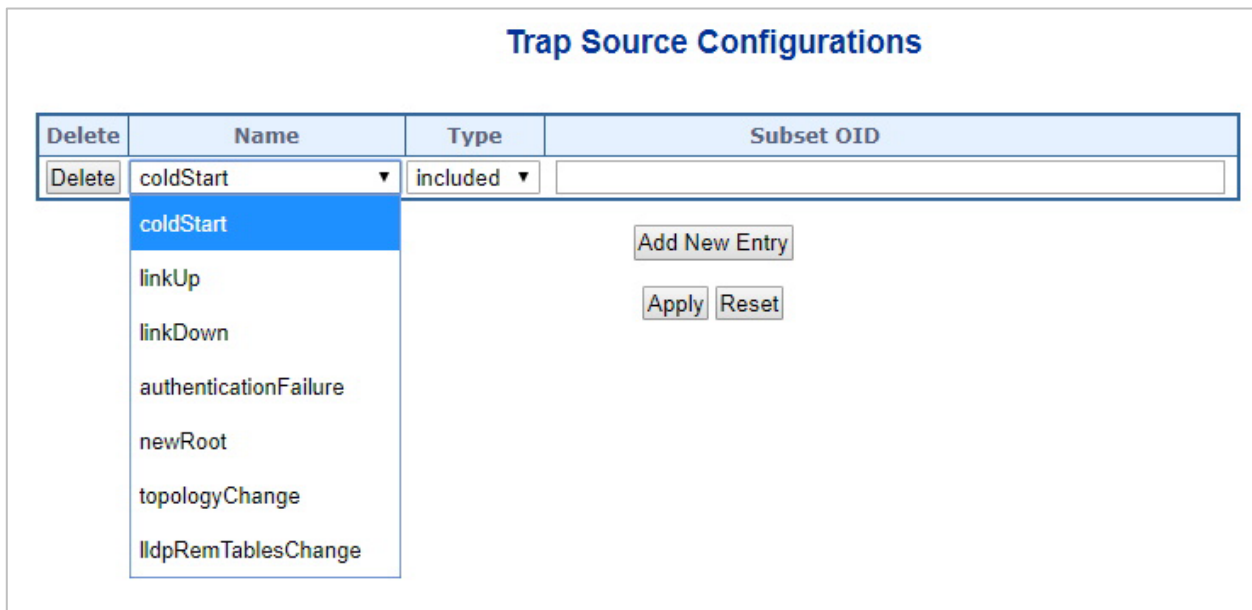 Trap Source Configurations
Delete Name Type Subset OID
Delete coldStart included
coldStart
linkUp
linkDown
authenticationFailure
newRoot
topologyChange
lldpRemTablesChange
Add New Entry
Apply Reset